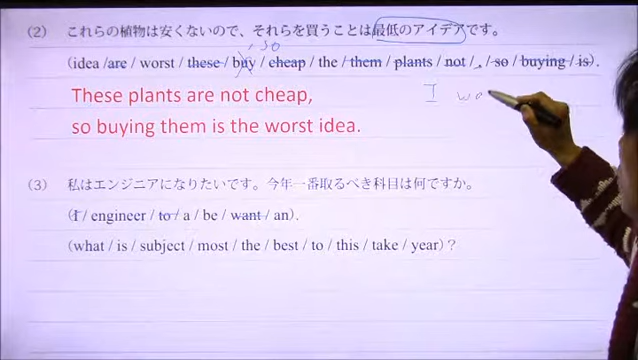 (2) これらの植物は安くないので、それらを買うことは最低のアイデアです。
, so
(idea /are / worst / these / buy / cheap / the / them / plants / not / , / so / buying / is).
These plants are not cheap,
so buying them is the worst idea.
I wa
(3) 私はエンジニアになりたいです。今年一番取るべき科目は何ですか。
(I / engineer / to / a / be / want / an).
(what / is / subject / most / the / best / to / this / take / year) ?